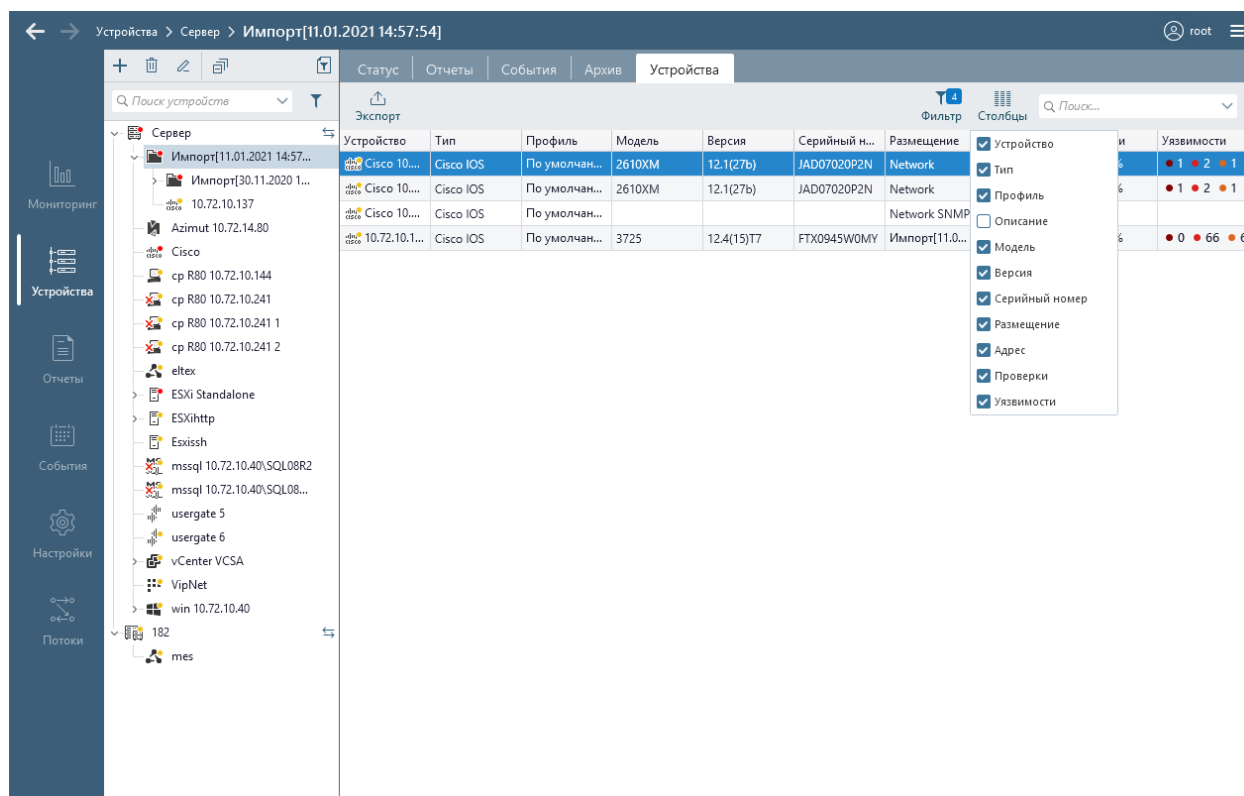 Устройства > Сервер > Импорт[11.01.2021 14:57:54]
root
Статус Отчеты События Архив Устройства
Поиск устройств
Экспорт
4
Фильтр
Столбцы
Поиск...
Мониторинг
Устройства
Отчеты
События
Настройки
Потоки
Сервер
Импорт[11.01.2021 14:57...
Импорт[30.11.2020 1...
10.72.10.137
Azimut 10.72.14.80
Cisco
cp R80 10.72.10.144
cp R80 10.72.10.241
cp R80 10.72.10.241 1
cp R80 10.72.10.241 2
eltex
ESXi Standalone
ESXihttp
Esxissh
mssql 10.72.10.40\SQL08R2
mssql 10.72.10.40\SQL08...
usergate 5
usergate 6
vCenter VCSA
VipNet
win 10.72.10.40
182
mes
Устройство Тип Профиль Модель Версия Серийный н... Размещение и Уязвимости
Cisco 10.... Cisco IOS По умолчан... 2610XM 12.1(27b) JAD07020P2N Network % 1 2 1
Cisco 10.... Cisco IOS По умолчан... 2610XM 12.1(27b) JAD07020P2N Network % 1 2 1
Cisco 10.... Cisco IOS По умолчан... Network SNMP
10.72.10.1... Cisco IOS По умолчан... 3725 12.4(15)T7 FTX0945W0MY Импорт[11.0... % 0 66 6
Устройство
Тип
Профиль
Описание
Модель
Версия
Серийный номер
Размещение
Адрес
Проверки
Уязвимости